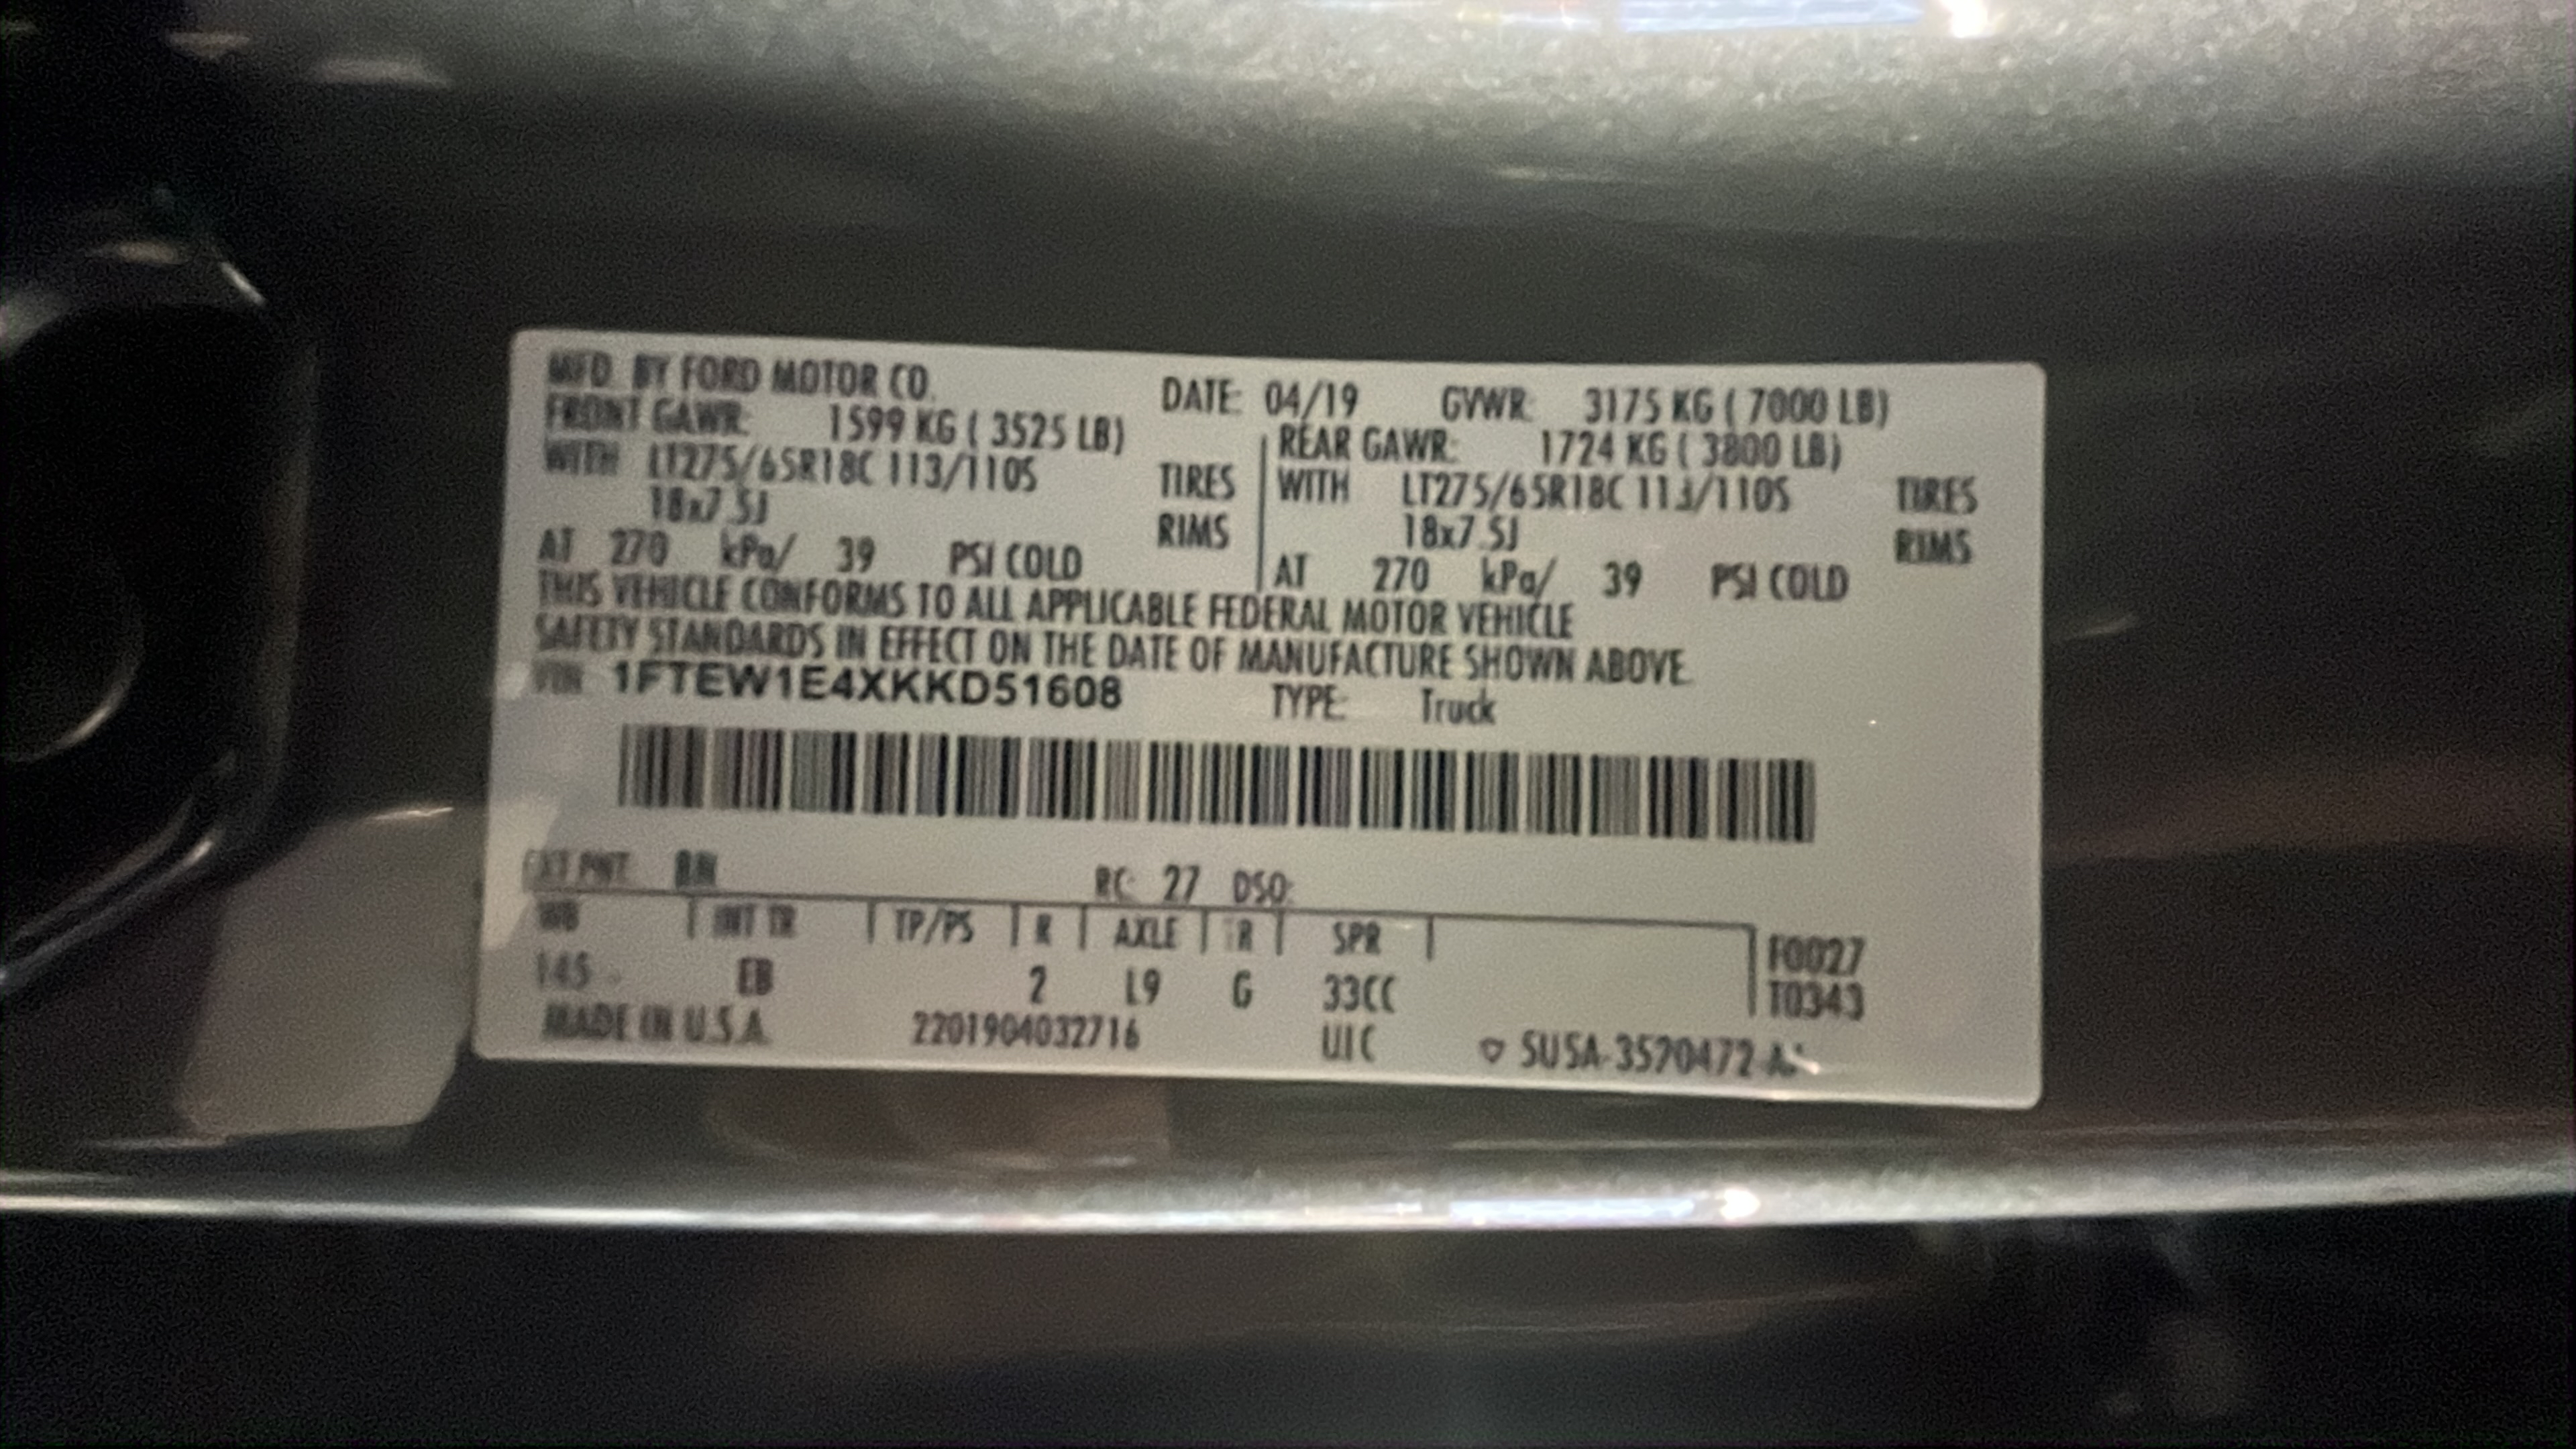 MFD. BY FORD MOTOR CO.
DATE: 04/19 GVWR: 3175 KG ( 7000 LB)
FRONT GAWR: 1599 KG ( 3525 LB)
WITH LT275/65R18C 113/110S TIRES
18x7.5J RIMS
AT 270 kPa/ 39 PSI COLD
REAR GAWR: 1724 KG ( 3800 LB)
WITH LT275/65R18C 113/110S TIRES
18x7.5J RIMS
AT 270 kPa/ 39 PSI COLD
THIS VEHICLE CONFORMS TO ALL APPLICABLE FEDERAL MOTOR VEHICLE
SAFETY STANDARDS IN EFFECT ON THE DATE OF MANUFACTURE SHOWN ABOVE.
VIN: 1FTEW1E4XKKD51608 TYPE: Truck
EXT PNT: RC: 27 DSO:
WB INT TR TP/PS R AXLE TR SPR
145 EB 2 L9 G 33CC
F0027
T0343
MADE IN U.S.A. 2201904032716 UIC